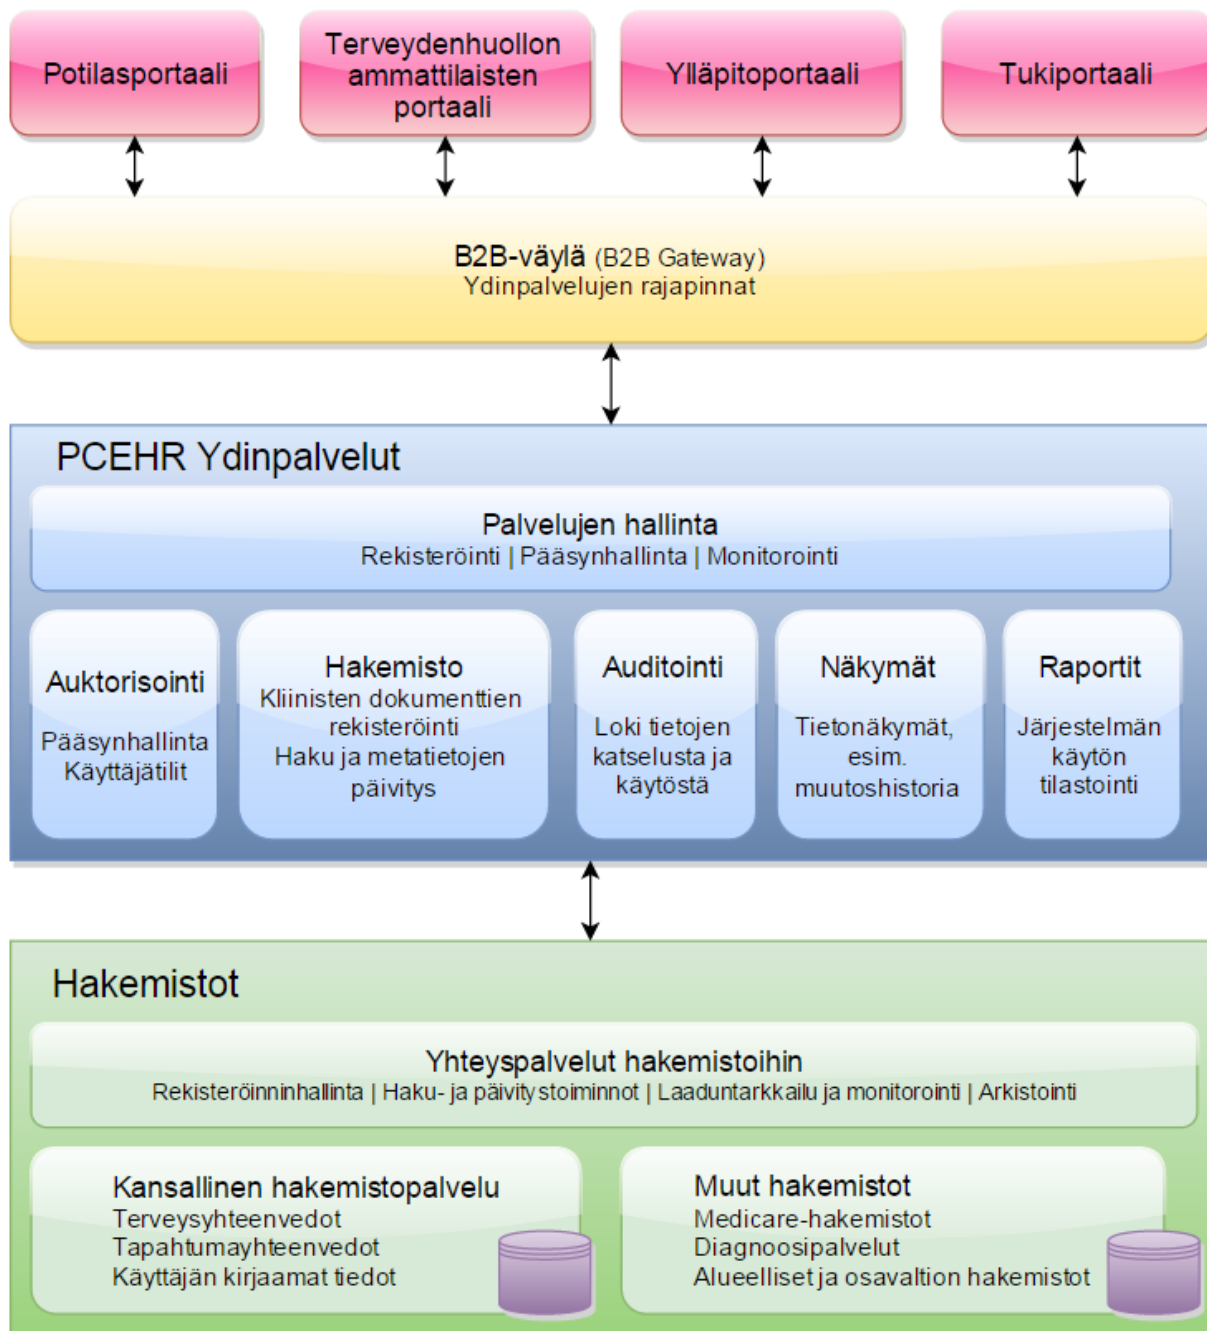 Potilasportaali
Terveydenhuollon
ammattilaisten
portaali
Ylläpitoportaali
Tukiportaali
B2B-väylä (B2B Gateway)
Ydinpalvelujen rajapinnat
PCEHR Ydinpalvelut
Palvelujen hallinta
Rekisteröinti | Pääsynhallinta | Monitorointi
Auktorisointi
Pääsynhallinta
Käyttäjätilit
Hakemisto
Kliinisten dokumenttien
rekisteröinti
Haku ja metatietojen
päivitys
Auditointi
Loki tietojen
katselusta ja
käytöstä
Näkymät
Tietonäkymät,
esim.
muutoshistoria
Raportit
Järjestelmän
käytön
tilastointi
Hakemistot
Yhteyspalvelut hakemistoihin
Rekisteröinninhallinta | Haku- ja päivitystoiminnot | Laaduntarkkailu ja monitorointi | Arkistointi
Kansallinen hakemistopalvelu
Terveysyhteenvedot
Tapahtumayhteenvedot
Käyttäjän kirjaamat tiedot
Muut hakemistot
Medicare-hakemistot
Diagnoosipalvelut
Alueelliset ja osavaltion hakemistot